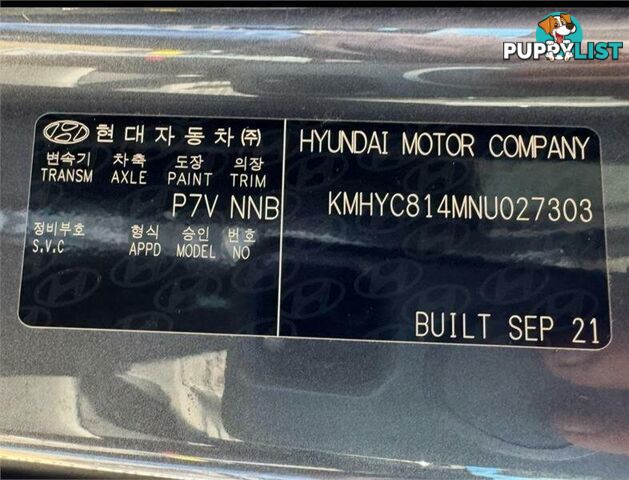 PUPPYLIST
현대자동차㈜
변속기 차축 도장 의장
TRANSM AXLE PAINT TRIM
P7V NNB
정비부호 형식 승인 번호
S.V.C APPD MODEL NO
HYUNDAI MOTOR COMPANY
KMHYC814MNU027303
BUILT SEP 21